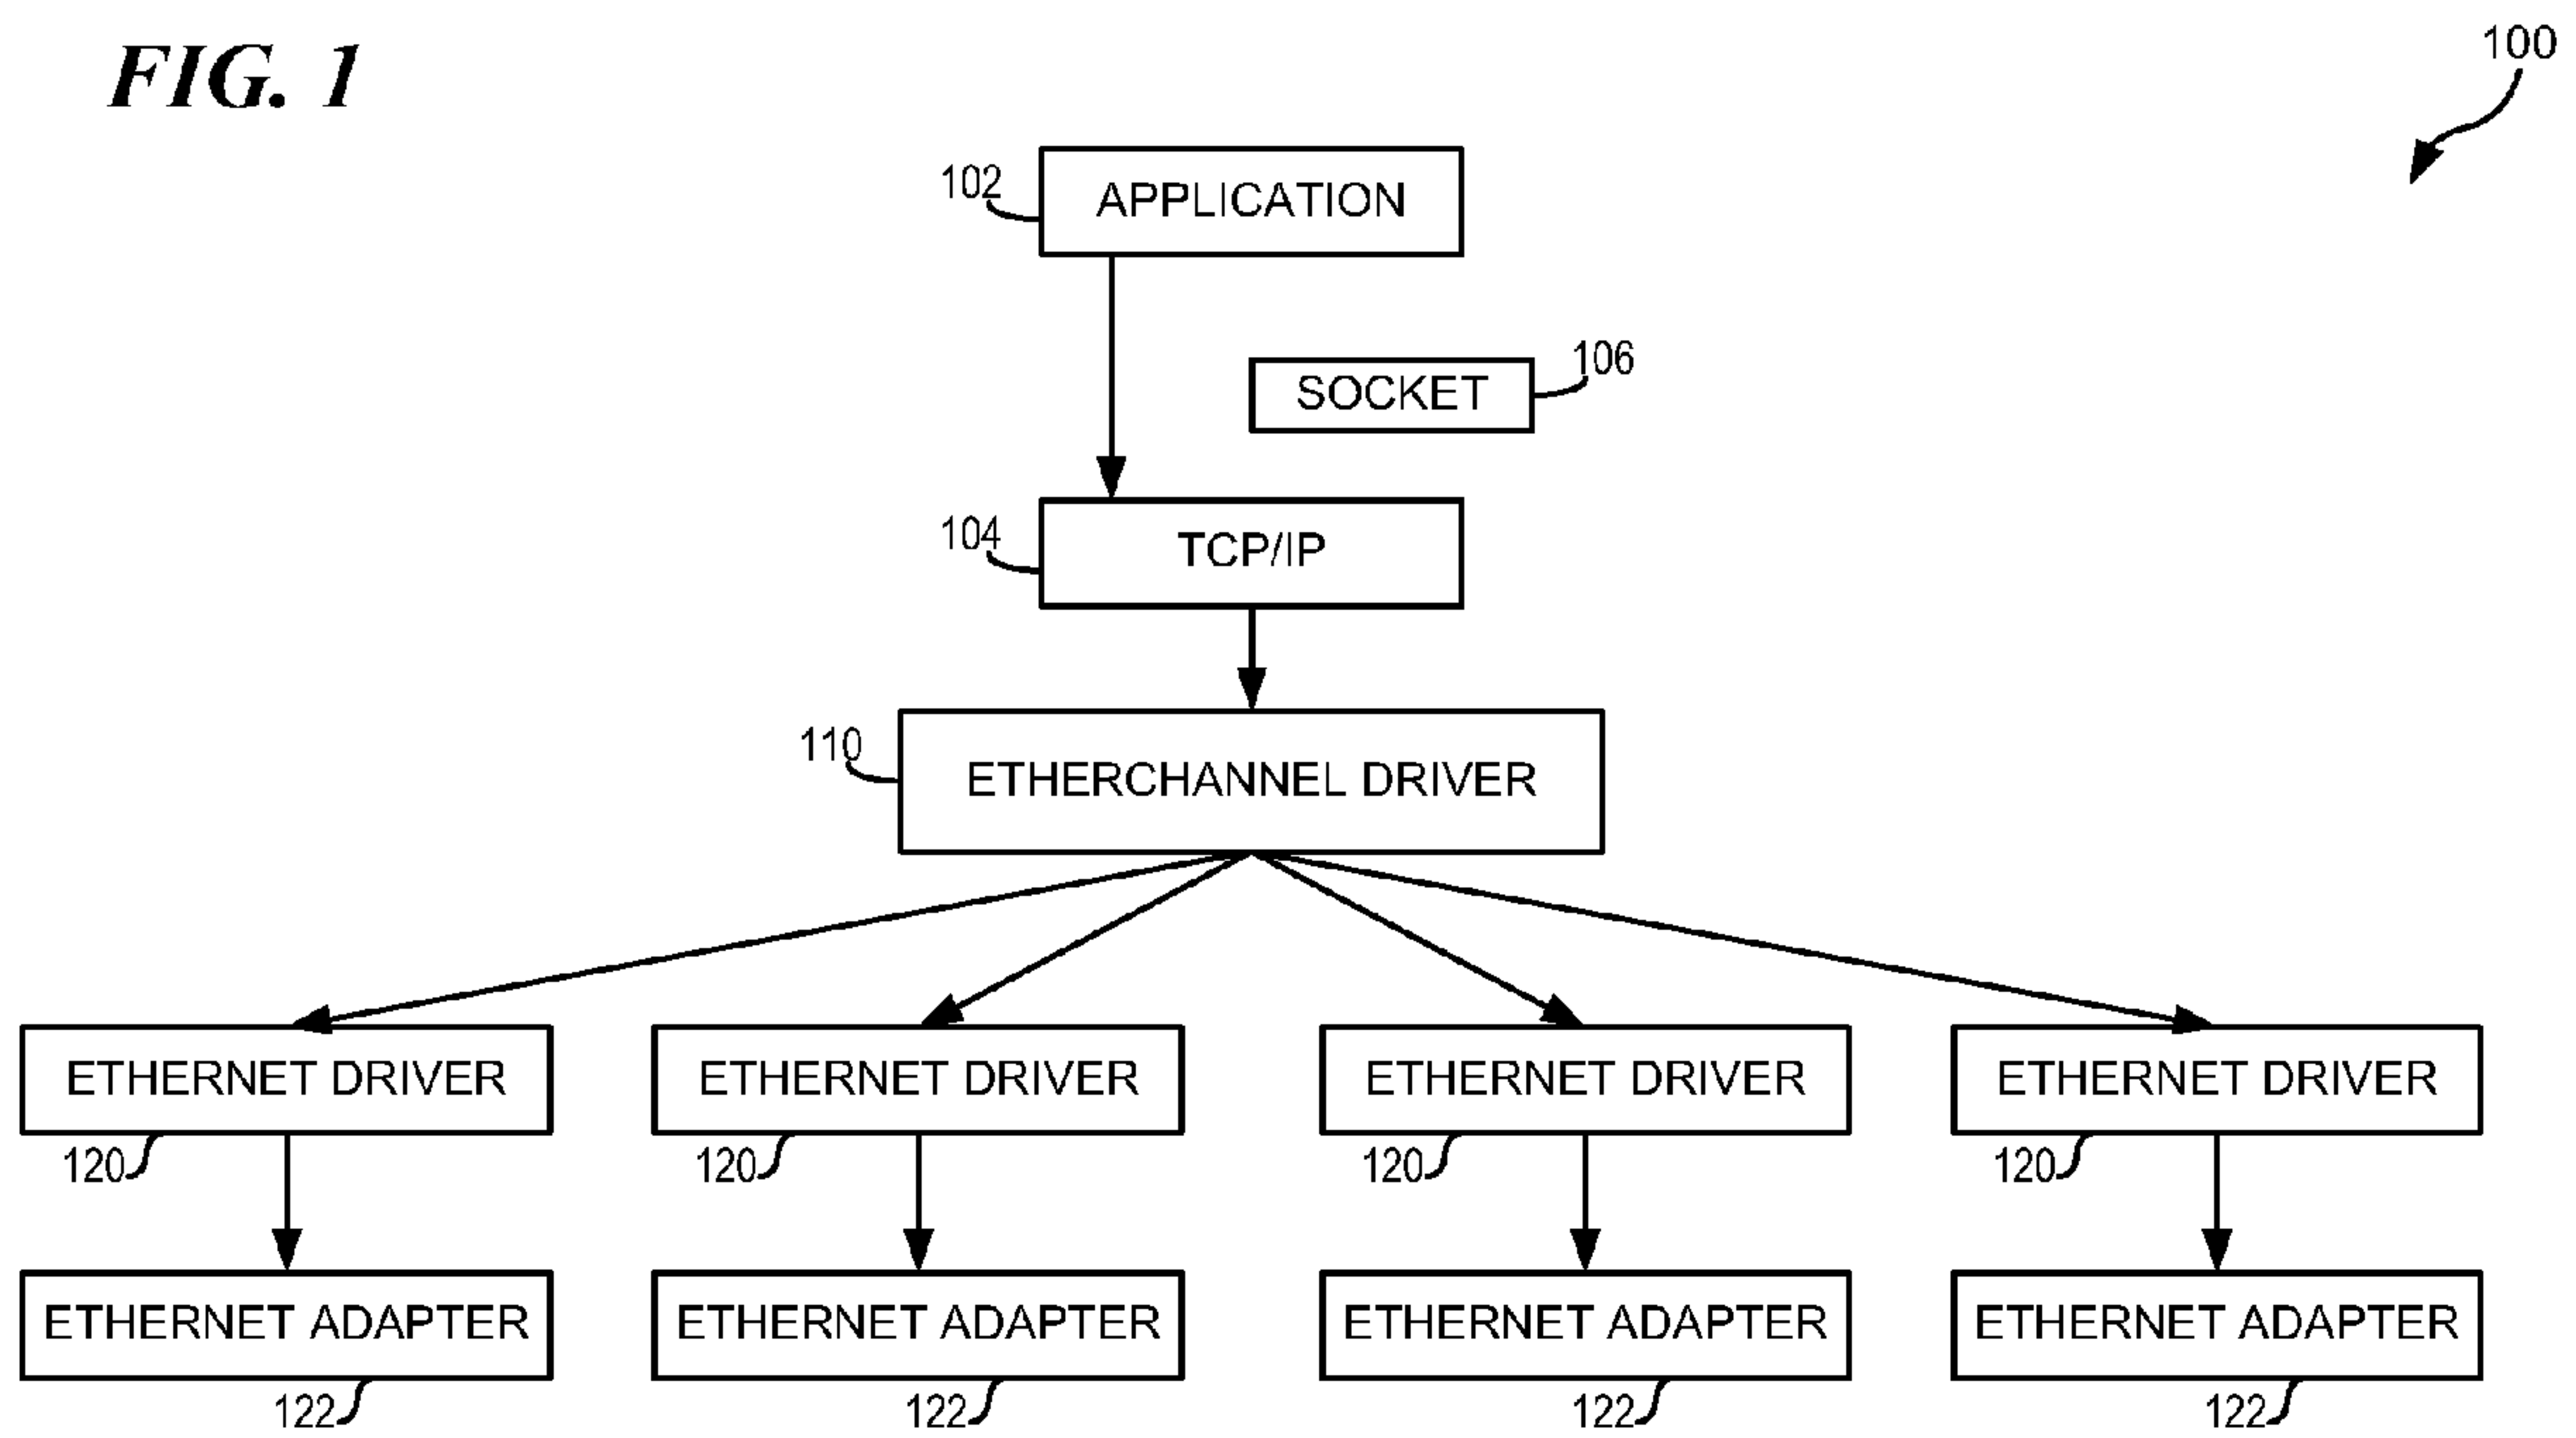 FIG. 1
100
102
APPLICATION
106
SOCKET
104
TCP/IP
110
ETHERCHANNEL DRIVER
ETHERNET DRIVER ETHERNET DRIVER ETHERNET DRIVER ETHERNET DRIVER
120 120 120 120
ETHERNET ADAPTER ETHERNET ADAPTER ETHERNET ADAPTER ETHERNET ADAPTER
122 122 122 122